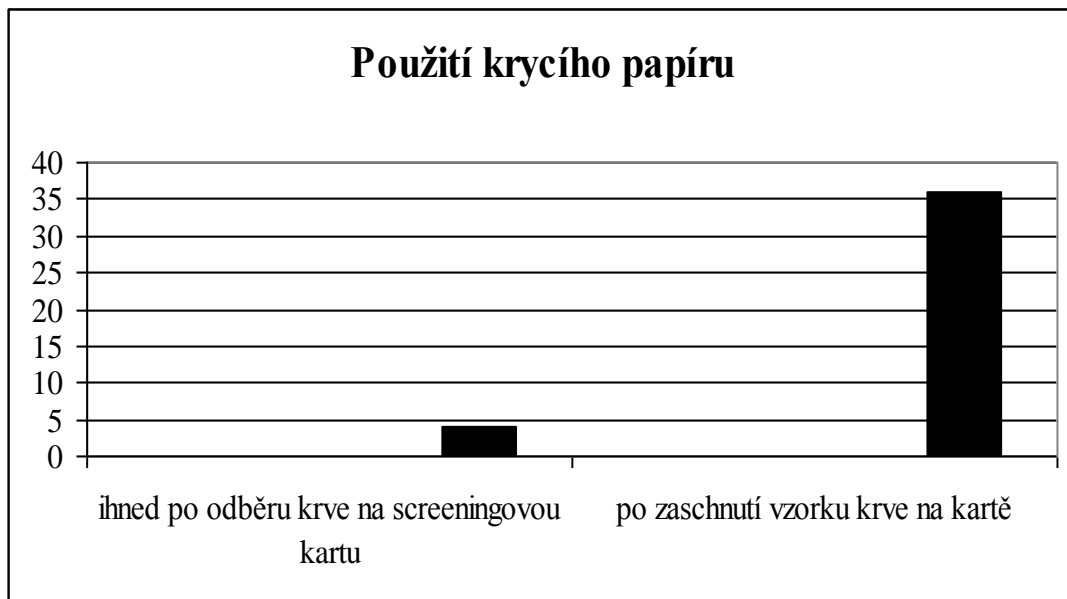 Použití krycího papíru
40
35
30
25
20
15
10
5
0
ihned po odběru krve na screeningovou
kartu
po zaschnutí vzorku krve na kartě